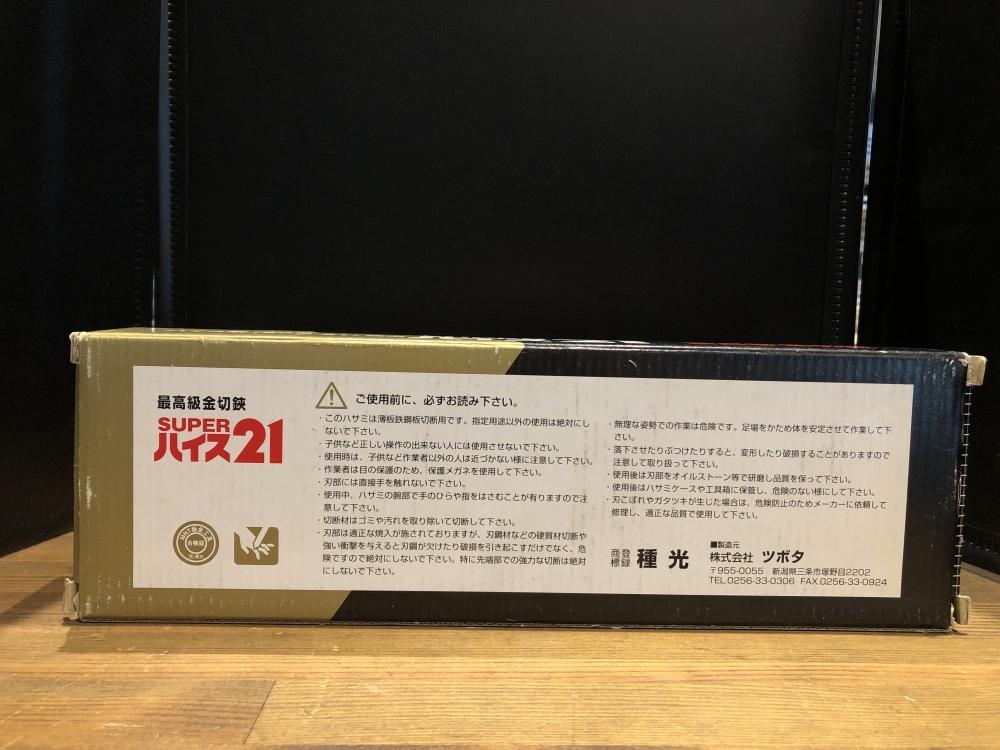 最高級金切鋏
SUPER
ハイス21
合格証
ご使用前に、必ずお読み下さい。
・このハサミは薄板鉄鋼板切断用です。指定用途以外の使用は絶対にし
ないで下さい。
・子供など正しい操作の出来ない人には使用させないで下さい。
・使用時は、子供など作業者以外の人は近づかない様に注意して下さい。
・作業者は目の保護のため、保護メガネを使用して下さい。
・刃部には直接手を触れないで下さい。
・使用中、ハサミの腕部で手のひらや指をはさむことが有りますので注
意して下さい。
・切断材はゴミや汚れを取り除いて切断して下さい。
・刃部は適正な焼入が施されておりますが、刃鋼材などの硬質材切断や
強い衝撃を与えると刃鋼が欠けたり破損を引き起こすだけでなく、危
険ですので絶対にしないで下さい。特に先端部での強力な切断は絶対
にしないで下さい。
・無理な姿勢での作業は危険です。足場をかため体を安定させて作業して下
さい。
・落下させたりぶつけたりすると、変形したり破損することがありますので
注意して取り扱って下さい。
・使用後は刃部をオイルストーン等で研磨し品質を保って下さい。
・使用後はハサミケースや工具箱に保管し、危険のない様にして下さい。
・刃こぼれやガタツキが生じた場合は、危険防止のためメーカーに依頼して
修理し、適正な品質で使用して下さい。
登録商標 種光
■製造元
株式会社 ツボタ
〒955-0055 新潟県三条市塚野目2202
TEL.0256-33-0306 FAX.0256-33-0924